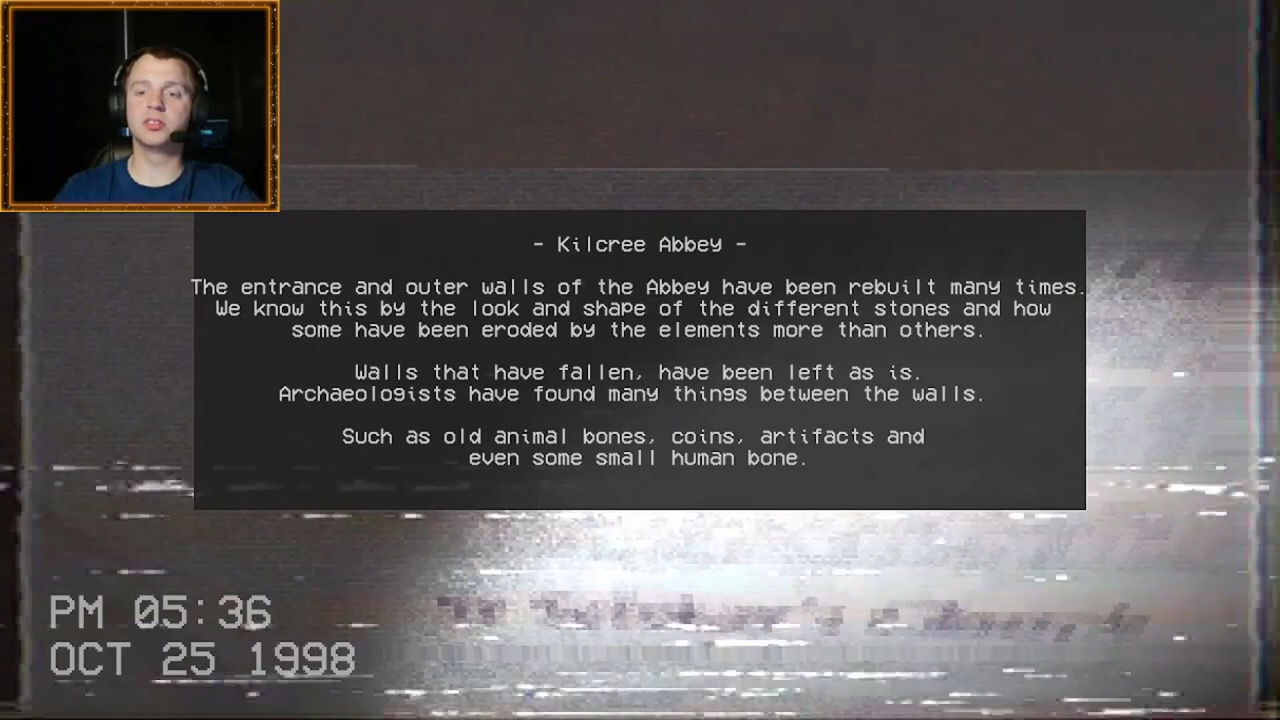 - Kilcree Abbey -
The entrance and outer walls of the Abbey have been rebuilt many times.
We know this by the look and shape of the different stones and how
some have been eroded by the elements more than others.
Walls that have fallen, have been left as is.
Archaeologists have found many things between the walls.
Such as old animal bones, coins, artifacts and
even some small human bone.
PM 05:36
OCT 25 1998